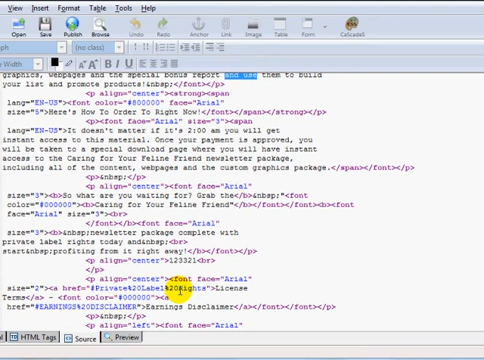 View Insert Format Table Tools Help
Open Save Publish Browse Undo Redo Anchor Link Image Table Form CaScadeS
ph (no class)
Width A A B I U
graphics, webpages and the special bonus report and use them to build
your list and promote products!&nbsp;</font></p>
<p align="center"><strong><span
lang="EN-US"><font color="#800000" face="Arial"
size="5">Here's How To Order To Right Now!</font></span></strong></p>
<p><font face="Arial" size="3"><span
lang="EN-US">It doesn't matter if it's 2:00 am you will get
instant access to this material. Once your payment is approved, you
will be taken to a special download page where you will have instant
access to the Caring for Your Feline Friend newsletter package,
including all of the content, webpages and the custom graphics package.</span></font></p>
<p>&nbsp;</p>
<p align="center"><font face="Arial"
size="3"><b>So what are you waiting for? Grab the</b>&nbsp;"<font
color="#000000"><b>Caring for Your Feline Friend"</b></font><b><font
face="Arial" size="3"><br>
</font></b><font face="Arial"
size="3"><b>&nbsp;newsletter package complete with
private label rights today and&nbsp;<br>
start&nbsp;profiting from it right away!</b></font></p>
<p align="center">123321<br>
</p>
<p align="center"><font face="Arial"
size="2"><a href="#Private%20Label%20Rights">License
Terms</a> - <font color="#000000"><a
href="#EARNINGS%20DISCLAIMER">Earnings Disclaimer</a></font></font></p>
<p align="left"><font face="Arial"
HTML Tags Source Preview